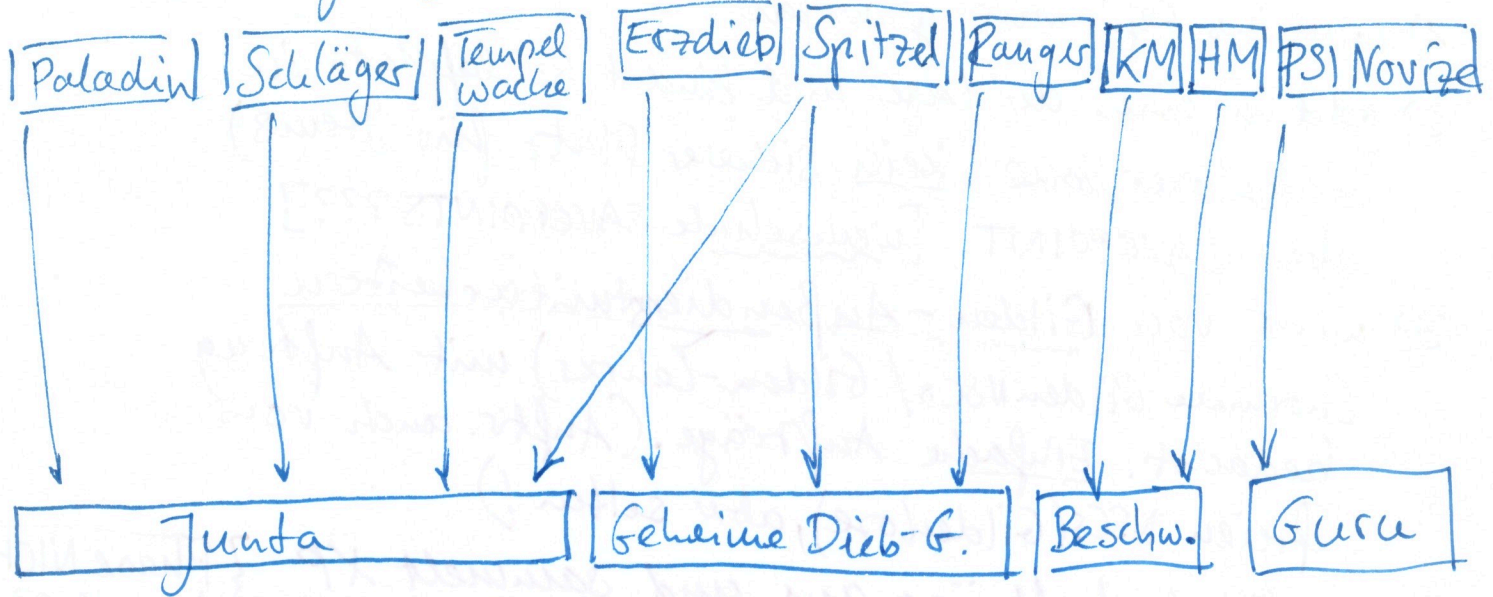 Paladin Schläger Tempel Erzdieb Spitzel Ranger KM HM PSI Novize
wache
Junta Geheime Dieb-G. Beschw. Guru